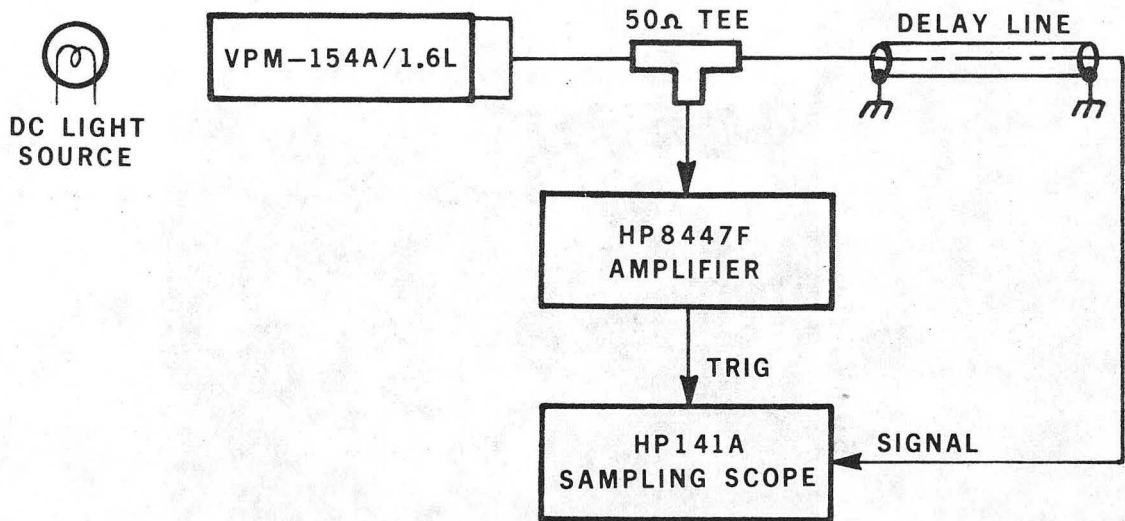 50Ω TEE
DELAY LINE
VPM-154A/1.6L
DC LIGHT
SOURCE
HP8447F
AMPLIFIER
TRIG
HP141A
SAMPLING SCOPE
SIGNAL